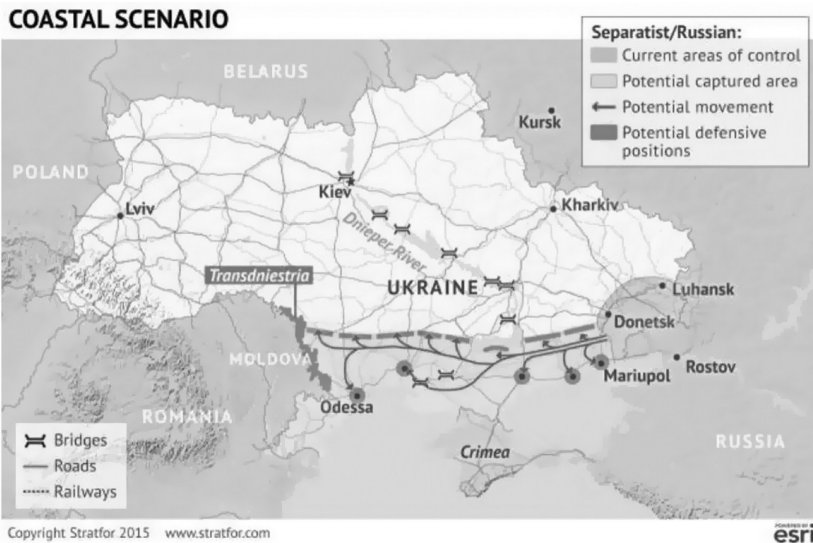 COASTAL SCENARIO
Separatist/Russian:
Current areas of control
Potential captured area
Potential movement
Potential defensive
positions
BELARUS
Kursk
POLAND
Kiev
Lviv
Kharkiv
Dnieper River
Transdniestria
UKRAINE
Luhansk
Donetsk
MOLDOVA
Rostov
Mariupol
Odessa
ROMANIA
RUSSIA
Crimea
Bridges
Roads
Railways
Copyright Stratfor 2015 www.stratfor.com
POWERED BY
esri